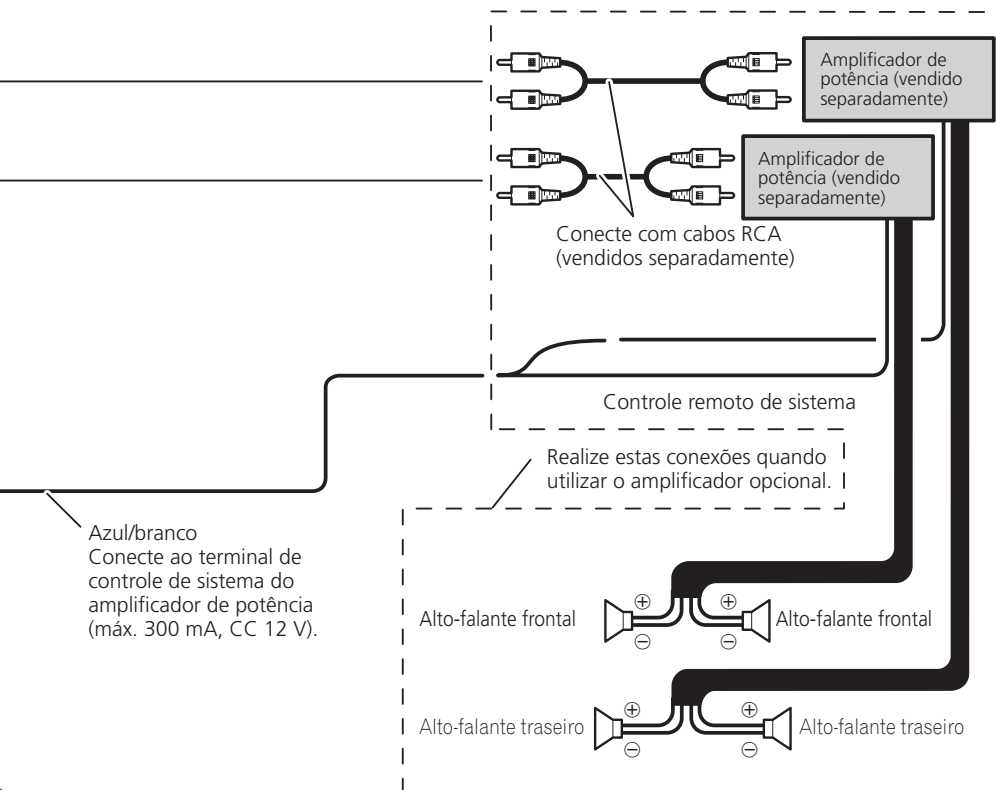 Amplificador de
potência (vendido
separadamente)
Amplificador de
potência (vendido
separadamente)
Conecte com cabos RCA
(vendidos separadamente)
Controle remoto de sistema
Realize estas conexões quando
utilizar o amplificador opcional.
Azul/branco
Conecte ao terminal de
controle de sistema do
amplificador de potência
(máx. 300 mA, CC 12 V).
Alto-falante frontal
⊕
⊖
⊕
⊖
Alto-falante frontal
Alto-falante traseiro
⊕
⊖
⊕
⊖
Alto-falante traseiro